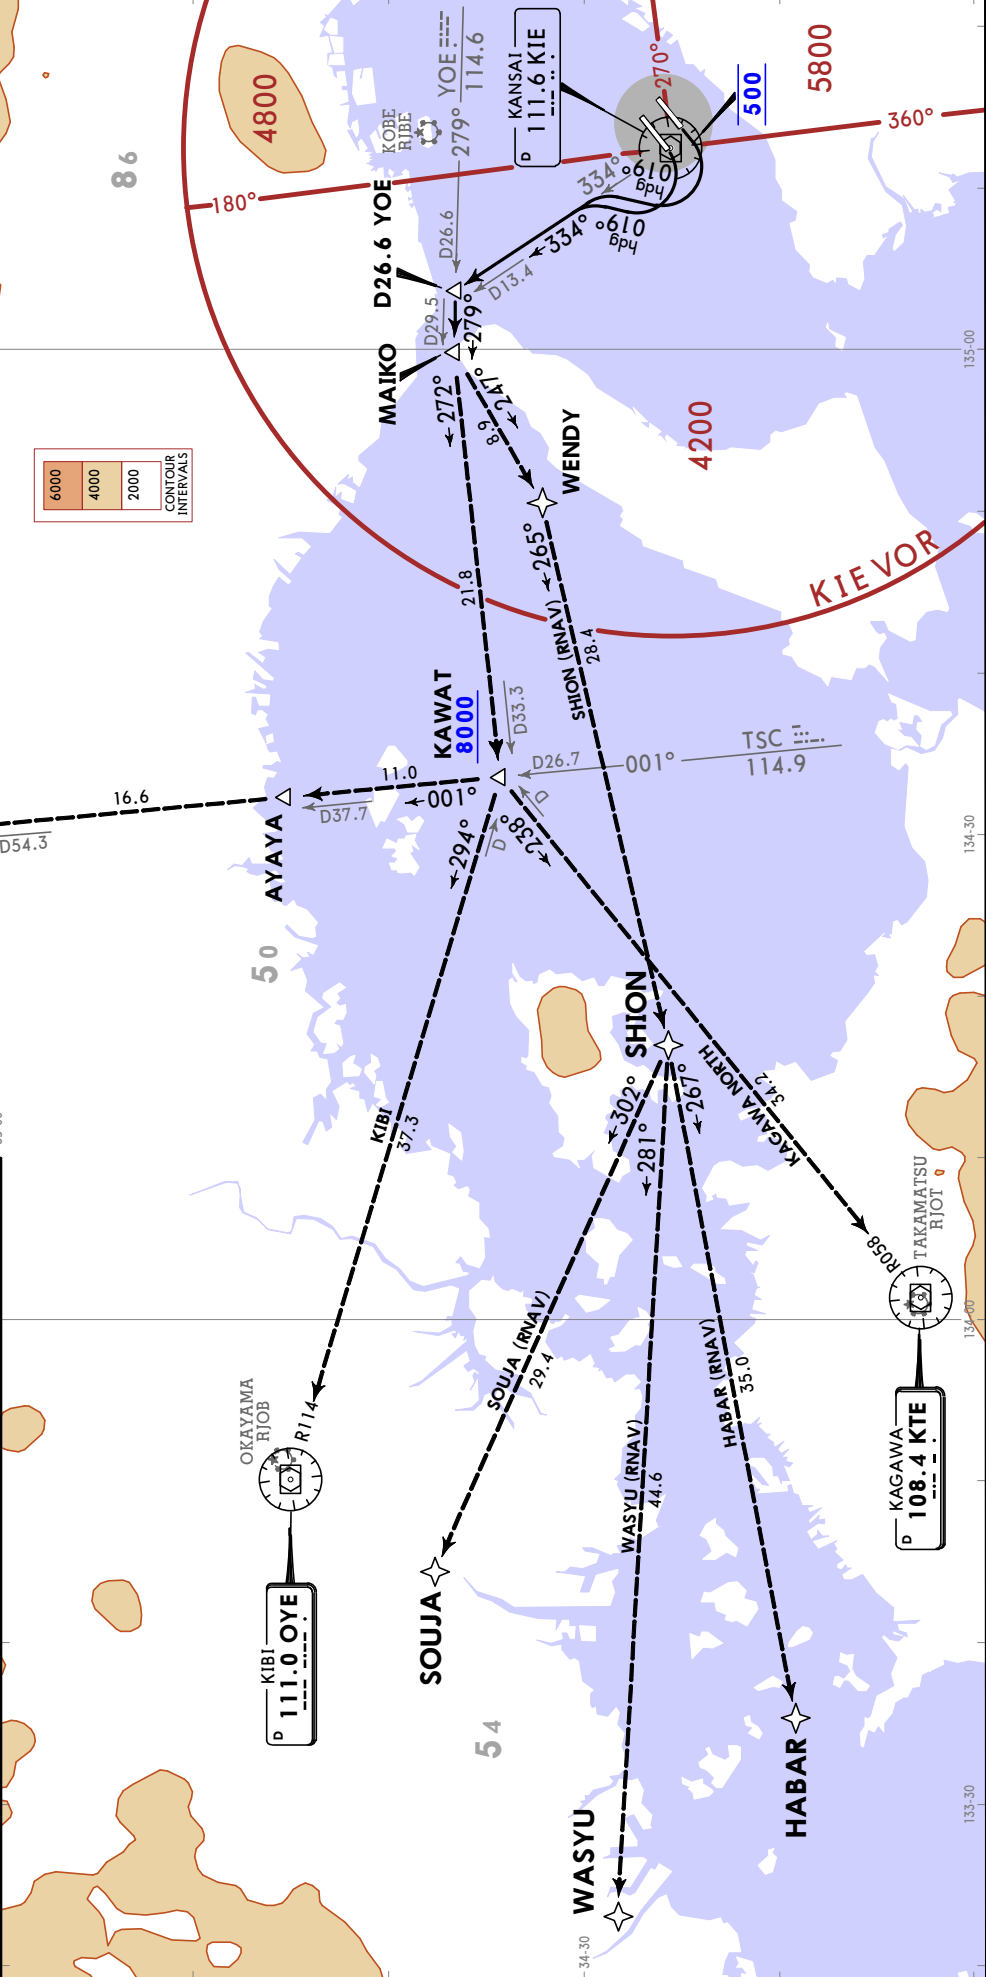 86
4800
KOBE
RJBE
YOE
114.6
279°
D26.6
KANSAI
D
111.6 KIE
270°
5800
500
360°
180°
334°
hdg
019°
hdg
019°
334°
D13.4
D26.6 YOE
D29.5
279°
MAIKO
135-00
272°
247°
8.9
WENDY
4200
6000
4000
2000
CONTOUR
INTERVALS
265°
SHION (RNAV)
28.4
21.8
KIEVOR
KAWAT
8000
D33.3
D26.7
001°
TSC
114.9
11.0
001°
D37.7
16.6
D54.3
AYAYA
134-30
294°
D
238°
D
50
SHION
302°
281°
267°
KIBI
37.3
KAGAWA NORTH
34.2
R058
TAKAMATSU
RJOT
134-00
SOUJA (RNAV)
29.4
HABAR (RNAV)
35.0
WASYU (RNAV)
44.6
OKAYAMA
RJOB
R114
KIBI
D
111.0 OYE
KAGAWA
D
108.4 KTE
SOUJA
54
HABAR
WASYU
133-30
34-30